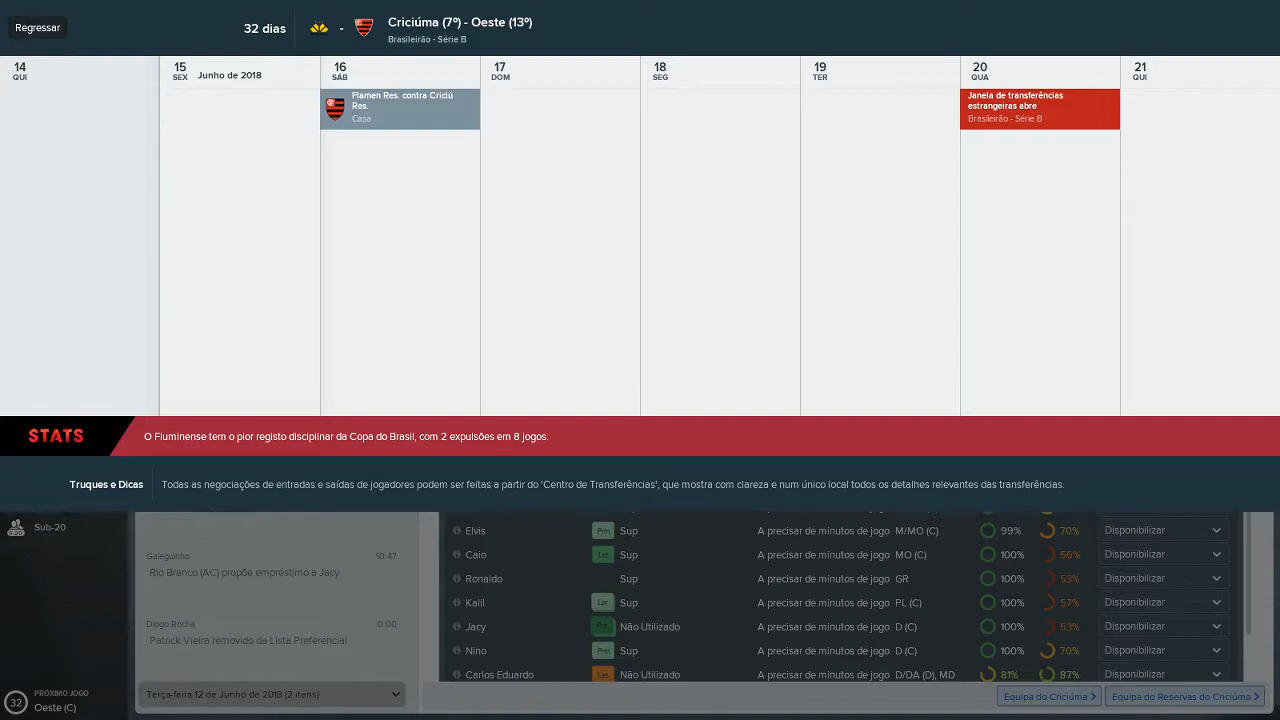 Regressar
32 dias
-
Criciúma (7º) - Oeste (13º)
Brasileirão - Série B
14
QUI
15
SEX Junho de 2018
16
SÁB
17
DOM
18
SEG
19
TER
20
QUA
21
QUI
Flamen Res. contra Criciú
Res.
Casa
Janela de transferências
estrangeiras abre
Brasileirão - Série B
STATS
O Fluminense tem o pior registo disciplinar da Copa do Brasil, com 2 expulsões em 8 jogos.
Truques e Dicas
Todas as negociações de entradas e saídas de jogadores podem ser feitas a partir do 'Centro de Transferências', que mostra com clareza e num único local todos os detalhes relevantes das transferências.
Sub-20
Galeguinho 10:47
Rio Branco (AC) propõe empréstimo a Jacy
Diogo Rocha 0:00
Patrick Vieira removido da Lista Preferencial
Terça-feira 12 de Junho de 2018 (2 itens)
Elvis Prm Sup A precisar de minutos de jogo M/MO (C) 99% 70% Disponibilizar
Caio Lst Sup A precisar de minutos de jogo MO (C) 100% 56% Disponibilizar
Ronaldo Sup A precisar de minutos de jogo GR 100% 53% Disponibilizar
Kalil Lpr Sup A precisar de minutos de jogo PL (C) 100% 57% Disponibilizar
Jacy Não Utilizado A precisar de minutos de jogo D (C) 100% 53% Disponibilizar
Nino Prm Sup A precisar de minutos de jogo D (C) 100% 70% Disponibilizar
Carlos Eduardo Les Não Utilizado A precisar de minutos de jogo D/DA (D), MD 81% 87% Disponibilizar
32
PRÓXIMO JOGO
Oeste (C)
Equipa do Criciúma
Equipa do Reservas do Criciúma